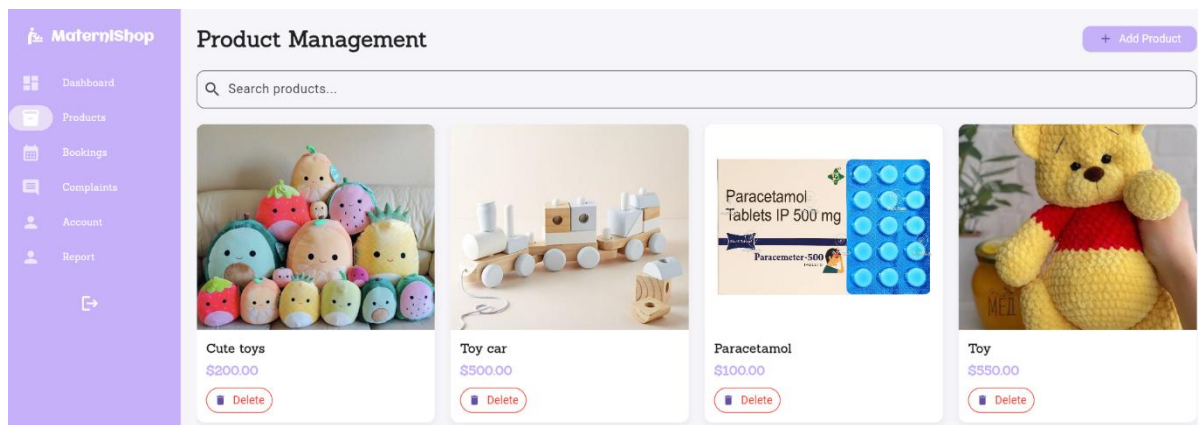 MaterniShop
Dashboard
Products
Bookings
Complaints
Account
Report
Product Management
+ Add Product
Search products...
Paracetamol
Tablets IP 500 mg
Paracemeter-500
МЁД
Cute toys
$200.00
Delete
Toy car
$500.00
Delete
Paracetamol
$100.00
Delete
Toy
$550.00
Delete